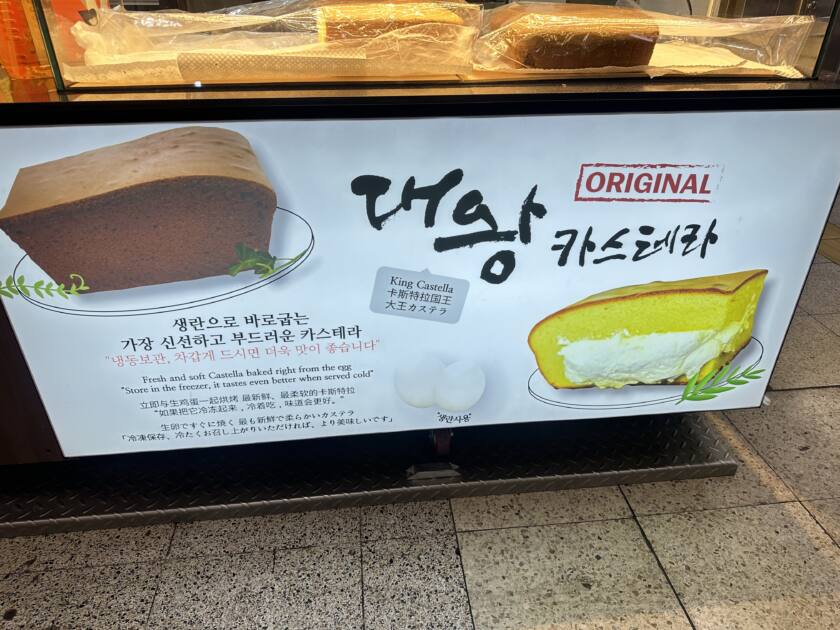 대왕 카스테라
ORIGINAL
King Castella
卡斯特拉国王
大王カステラ
생란으로 바로굽는
가장 신선하고 부드러운 카스테라
"냉동보관, 차갑게 드시면 더욱 맛이 좋습니다"
Fresh and soft Castella baked right from the egg
"Store in the freezer, it tastes even better when served cold"
立即与生鸡蛋一起烘烤 最新鲜、最柔软的卡斯特拉
"如果把它冷冻起来，冷着吃，味道会更好。"
生卵ですぐに焼く 最も新鮮で柔らかいカステラ
「冷凍保存、冷たくお召し上がりいただければ、より美味しいです」
"생란사용"